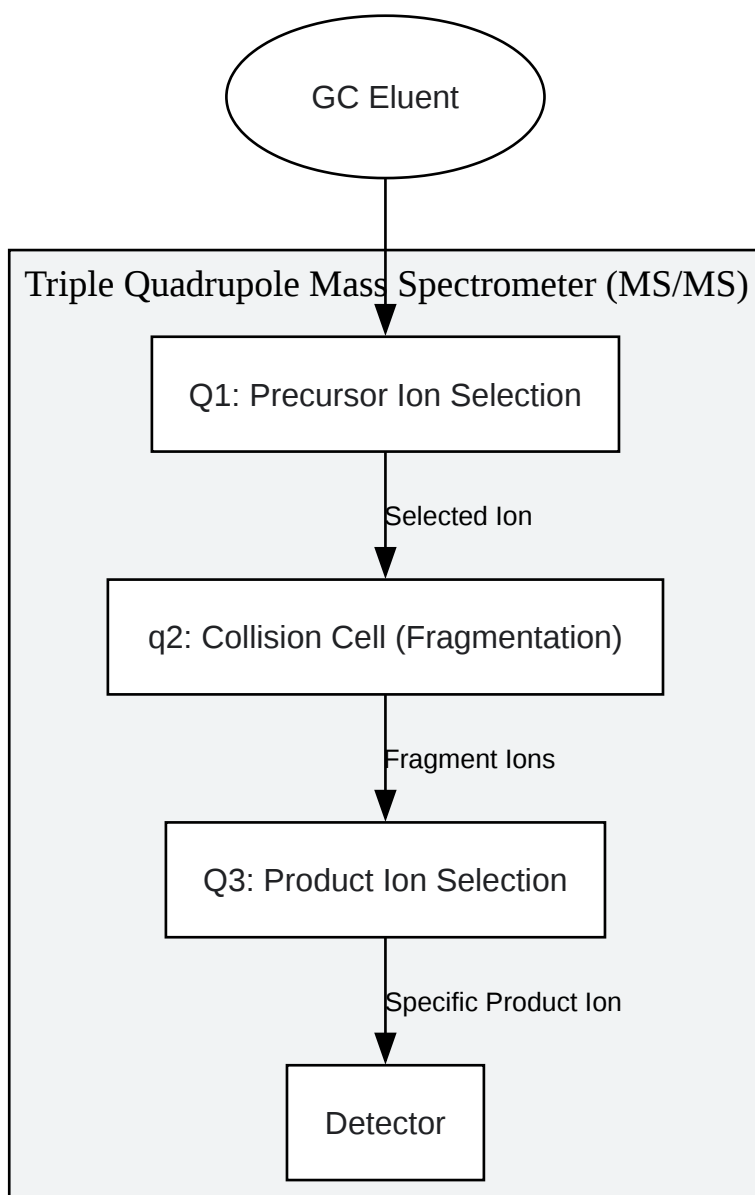 GC Eluent
Triple Quadrupole Mass Spectrometer (MS/MS)
Q1: Precursor Ion Selection
Selected Ion
q2: Collision Cell (Fragmentation)
Fragment Ions
Q3: Product Ion Selection
Specific Product Ion
Detector